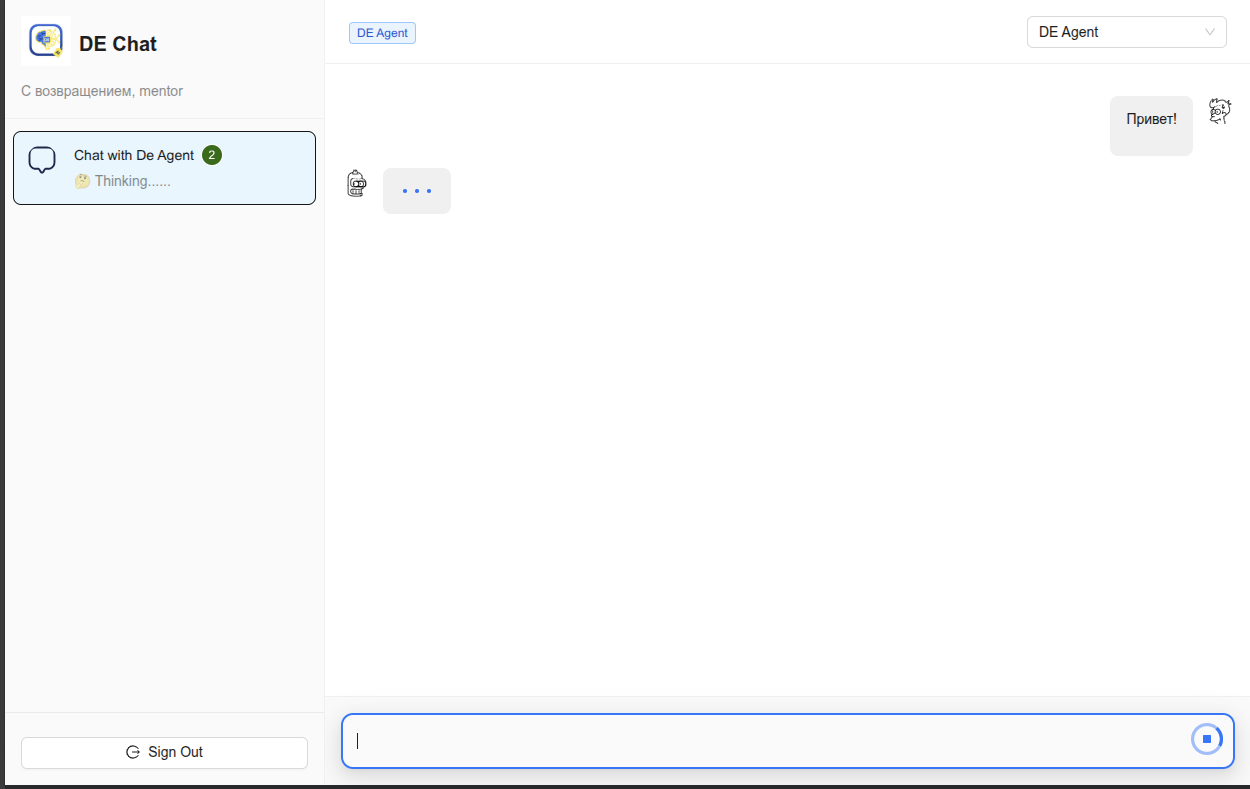 DE Chat
С возвращением, mentor
Chat with De Agent 2
🤔 Thinking......
Sign Out
DE Agent
DE Agent
Привет!